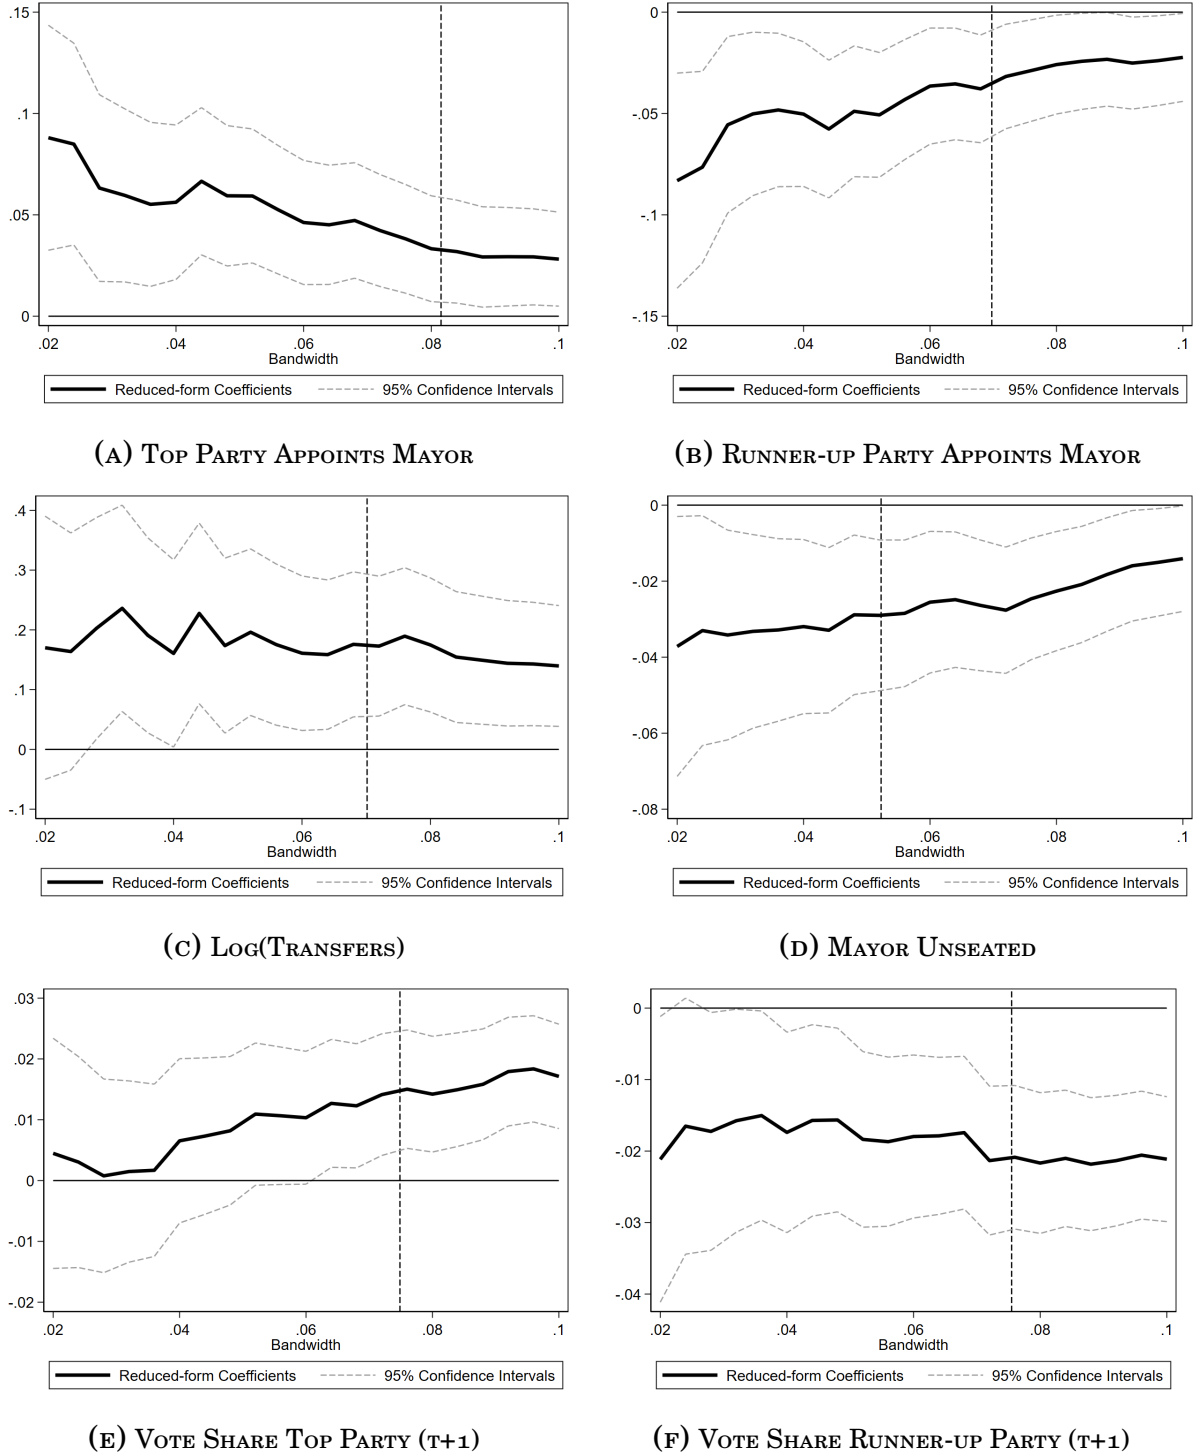 .15
.1
.05
0
.02 .04 .06 .08 .1
Bandwidth
Reduced-form Coefficients 95% Confidence Intervals
(A) Top Party Appoints Mayor
0
-.05
-.1
-.15
.02 .04 .06 .08 .1
Bandwidth
Reduced-form Coefficients 95% Confidence Intervals
(B) Runner-up Party Appoints Mayor
.4
.3
.2
.1
0
-.1
.02 .04 .06 .08 .1
Bandwidth
Reduced-form Coefficients 95% Confidence Intervals
(C) Log(Transfers)
0
-.02
-.04
-.06
-.08
.02 .04 .06 .08 .1
Bandwidth
Reduced-form Coefficients 95% Confidence Intervals
(D) Mayor Unseated
.03
.02
.01
0
-.01
-.02
.02 .04 .06 .08 .1
Bandwidth
Reduced-form Coefficients 95% Confidence Intervals
(E) Vote Share Top Party (t+1)
0
-.01
-.02
-.03
-.04
.02 .04 .06 .08 .1
Bandwidth
Reduced-form Coefficients 95% Confidence Intervals
(F) Vote Share Runner-up Party (t+1)